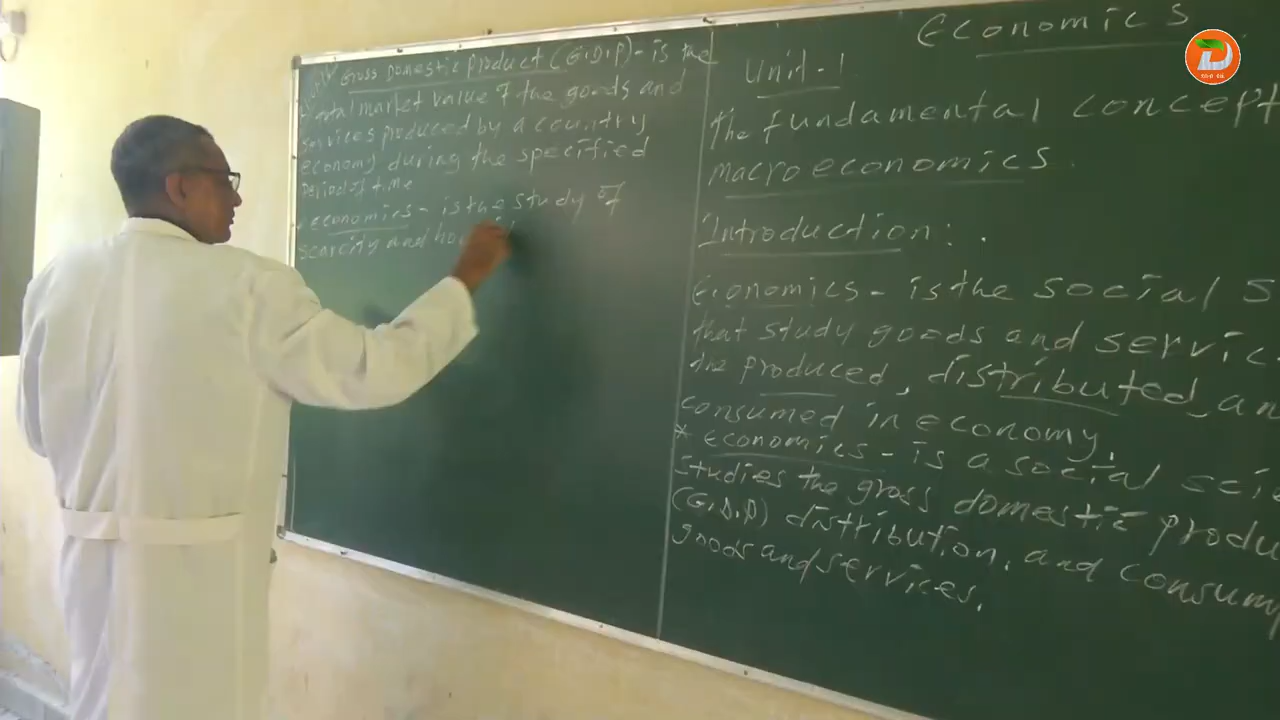 Gross Domestic product (G.D.P) - is the
total market value of the goods and
services produced by a country
economy during the specified
period of time
economics - is the study of
scarcity and how
Economics
Unit - 1
The fundamental concept
macroeconomics
Introduction:.
Economics - is the social s
that study goods and servic
are produced, distributed, an
consumed in economy.
* economics - is a social scie
studies the gross domestic produ
(G.D.P) distribution, and consum
goods and services.